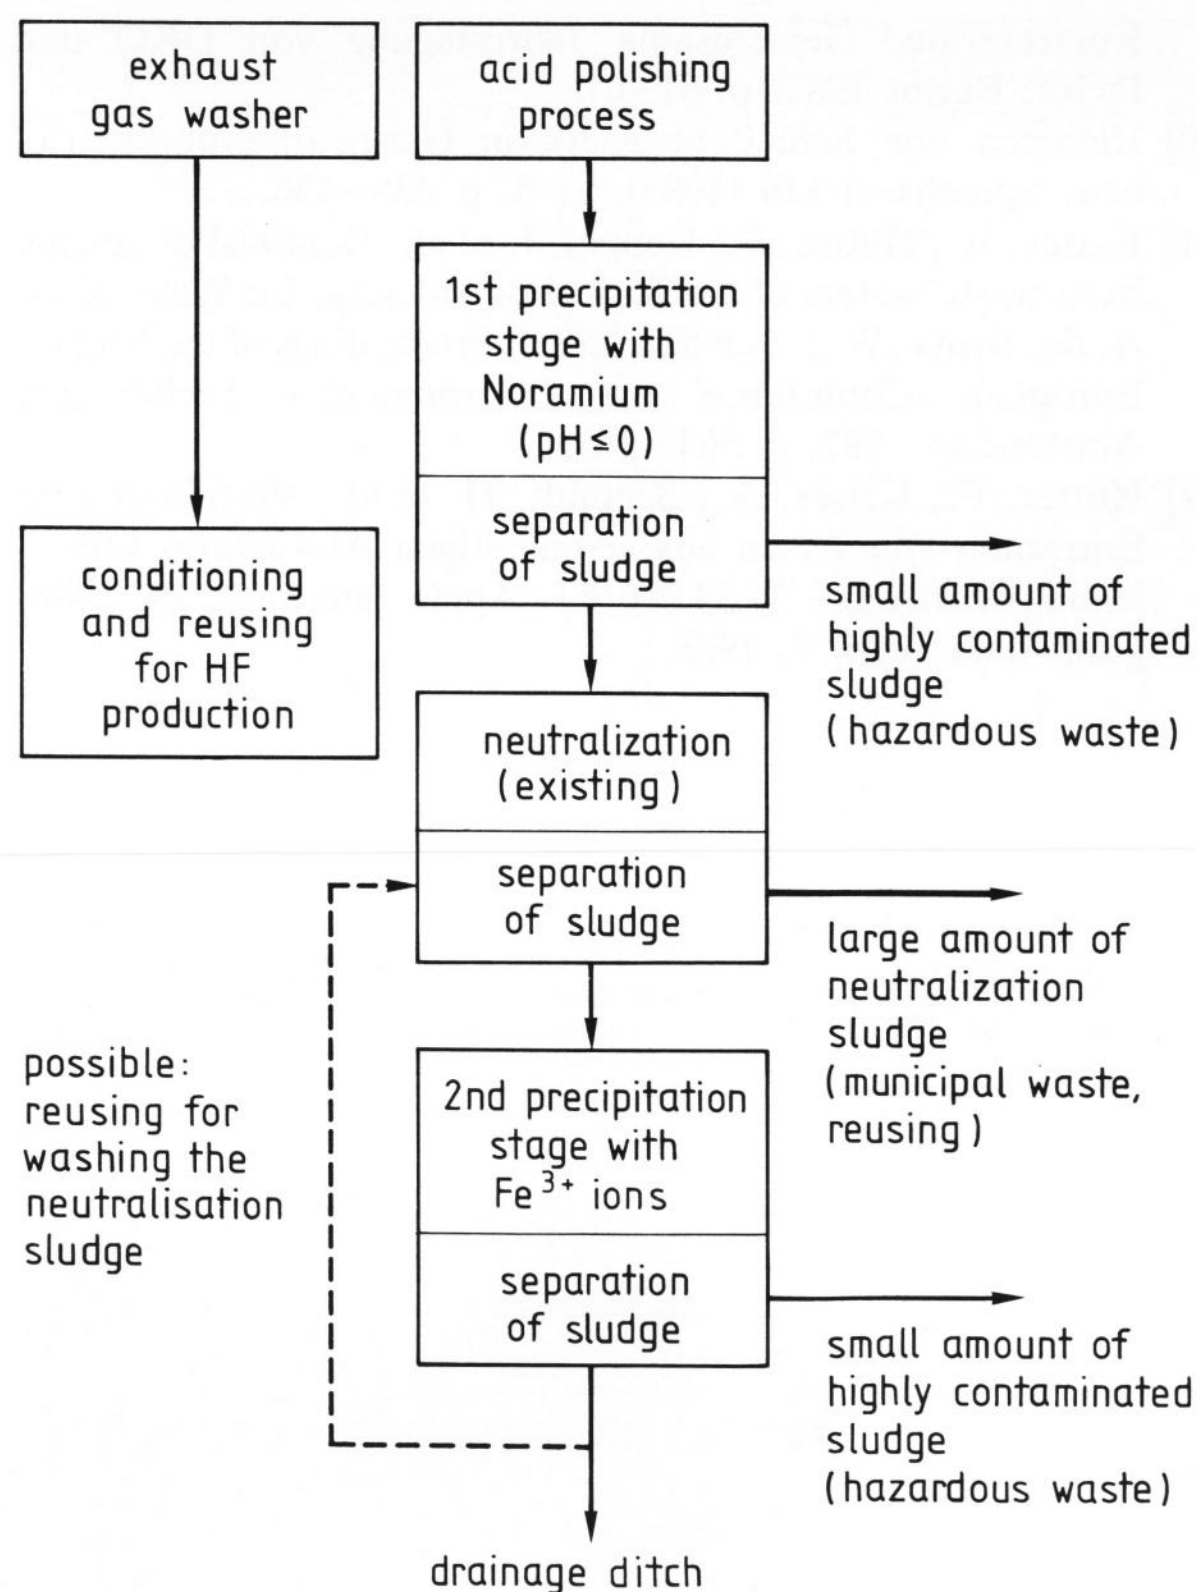 exhaust
gas washer
acid polishing
process
1st precipitation
stage with
Noramium
(pH≤0)
separation
of sludge
small amount of
highly contaminated
sludge
(hazardous waste)
conditioning
and reusing
for HF
production
neutralization
(existing)
separation
of sludge
large amount of
neutralization
sludge
(municipal waste,
reusing)
possible:
reusing for
washing the
neutralisation
sludge
2nd precipitation
stage with
Fe³⁺ ions
separation
of sludge
small amount of
highly contaminated
sludge
(hazardous waste)
drainage ditch